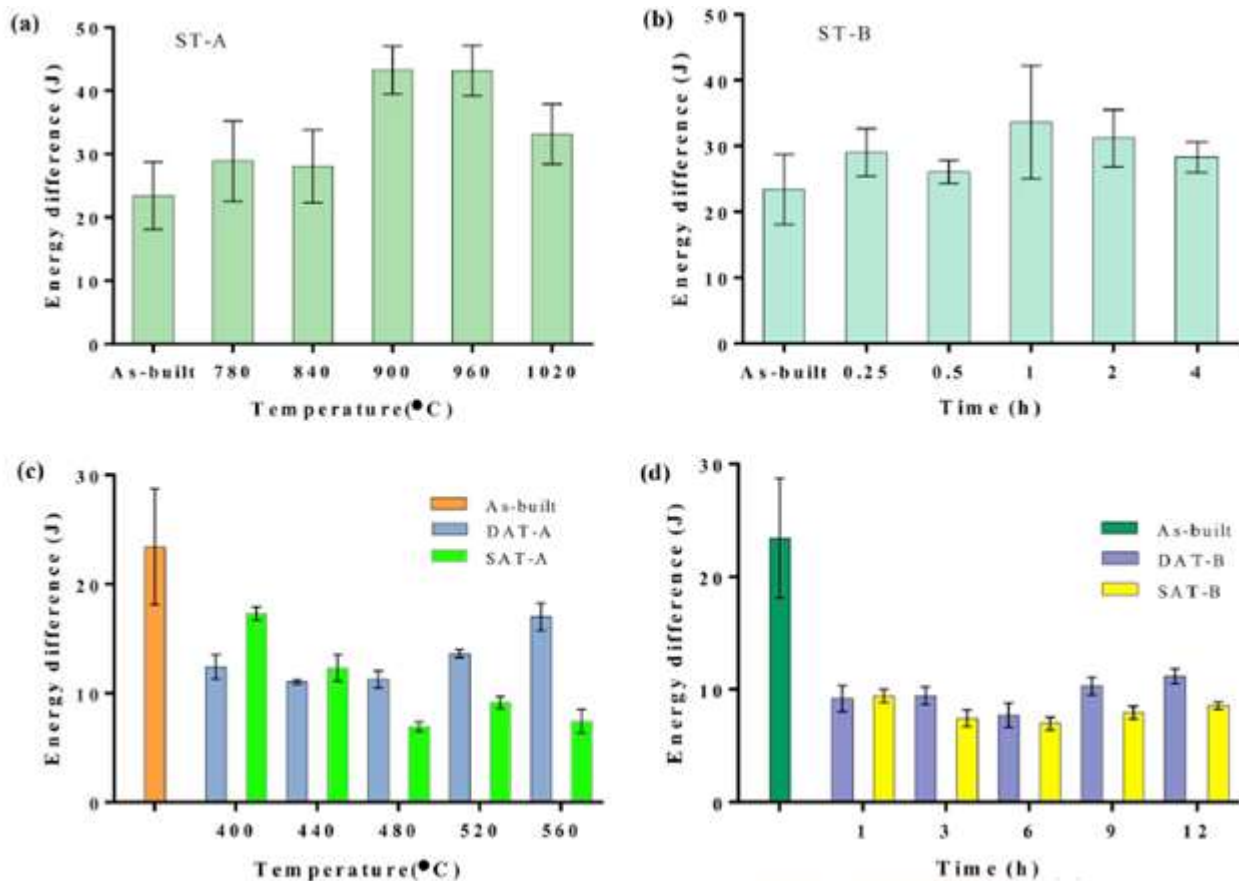 (a)
ST-A
Energy difference (J)
50
40
30
20
10
0
As-built 780 840 900 960 1020
Temperature(●C)
(b)
ST-B
Energy difference (J)
50
40
30
20
10
0
As-built 0.25 0.5 1 2 4
Time (h)
(c)
Energy difference (J)
30
20
10
0
As-built
DAT-A
SAT-A
400 440 480 520 560
Temperature(●C)
(d)
Energy difference (J)
30
20
10
0
As-built
DAT-B
SAT-B
1 3 6 9 12
Time (h)